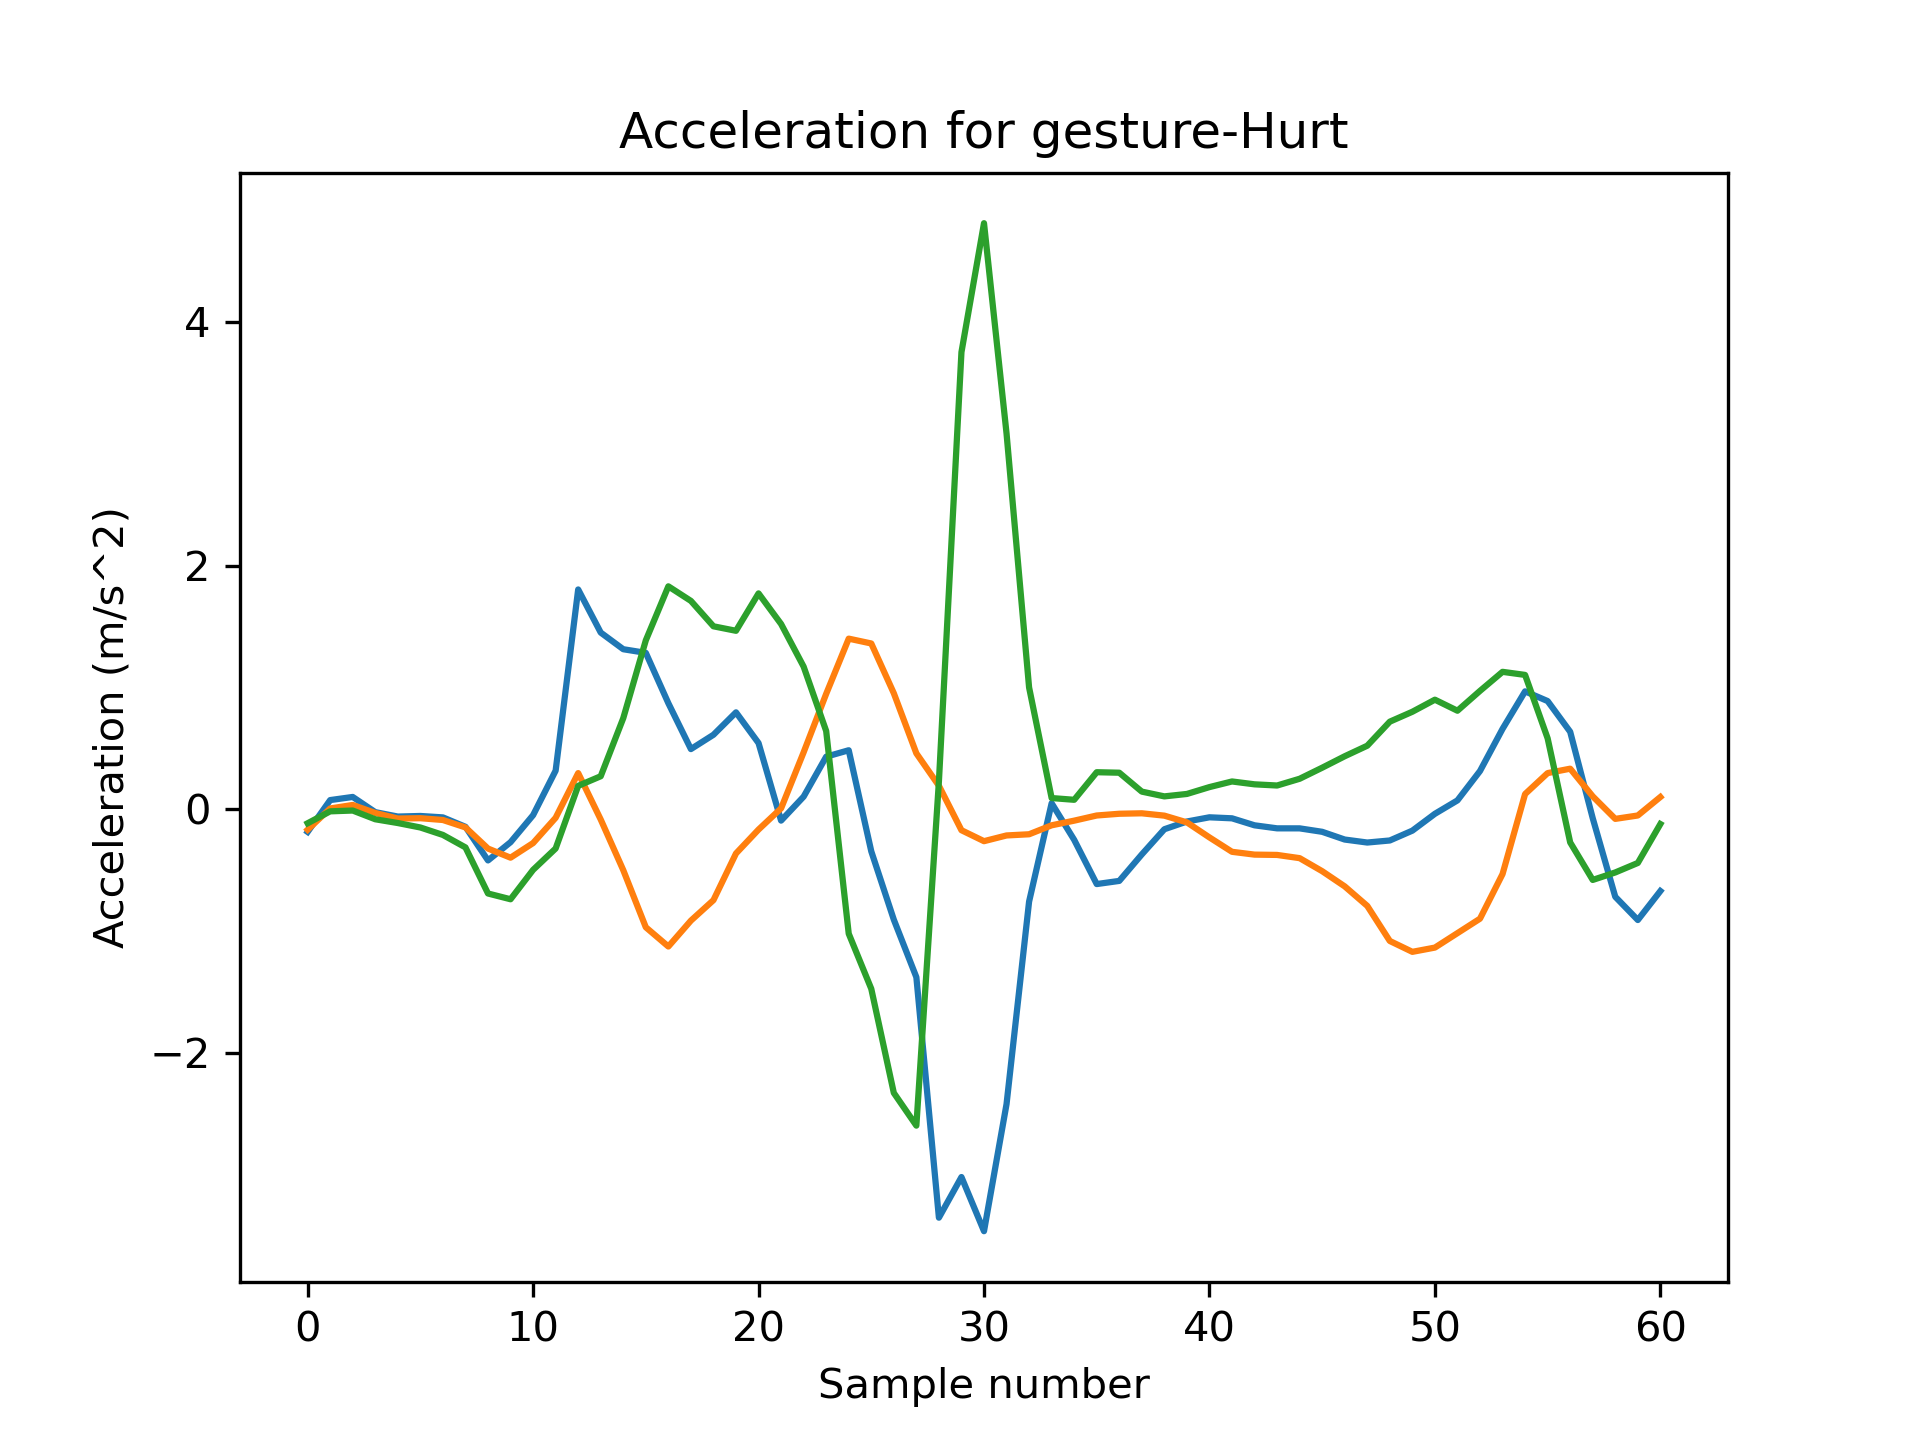 Acceleration for gesture-Hurt
Acceleration (m/s^2)
4
2
0
−2
0 10 20 30 40 50 60
Sample number